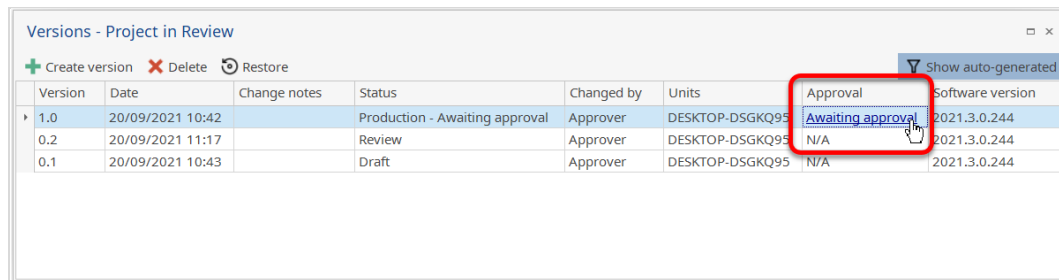 Versions - Project in Review
Create version Delete Restore Show auto-generated
Version Date Change notes Status Changed by Units Approval Software version
1.0 20/09/2021 10:42 Production - Awaiting approval Approver DESKTOP-DSGKQ95 Awaiting approval 2021.3.0.244
0.2 20/09/2021 11:17 Review Approver DESKTOP-DSGKQ95 N/A 2021.3.0.244
0.1 20/09/2021 10:43 Draft Approver DESKTOP-DSGKQ95 N/A 2021.3.0.244